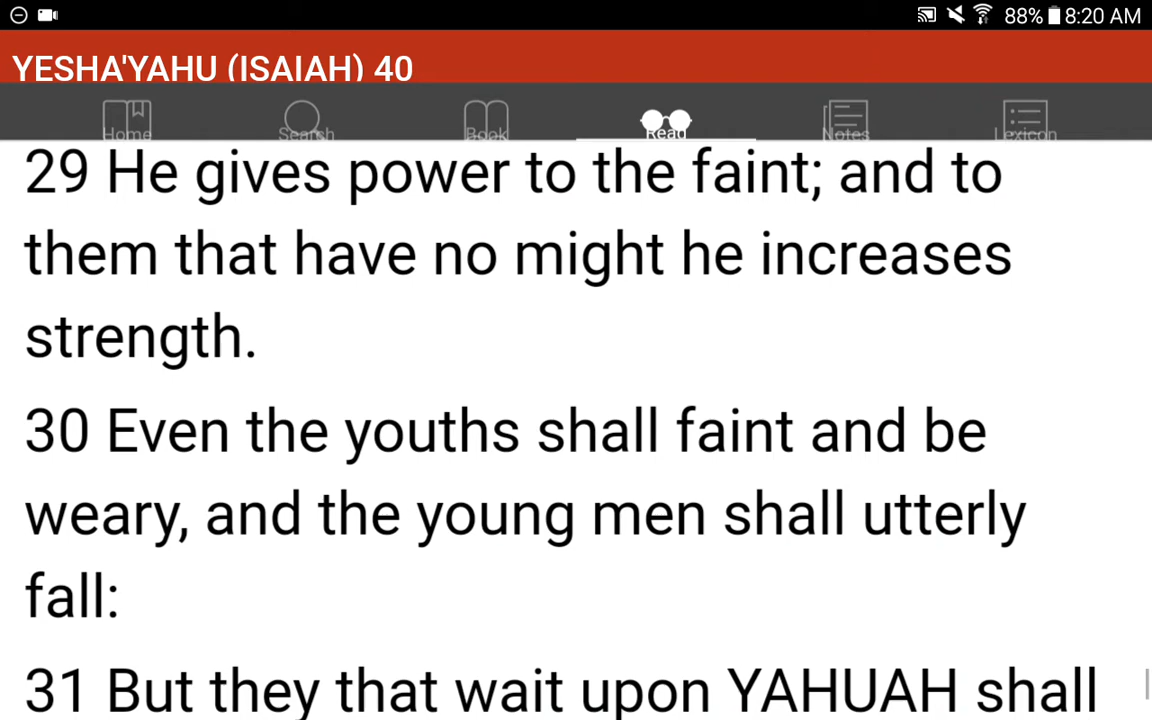 88% 8:20 AM
YESHA'YAHU (ISAIAH) 40
Home Search Book Read Notes Lexicon
29 He gives power to the faint; and to
them that have no might he increases
strength.
30 Even the youths shall faint and be
weary, and the young men shall utterly
fall:
31 But they that wait upon YAHUAH shall